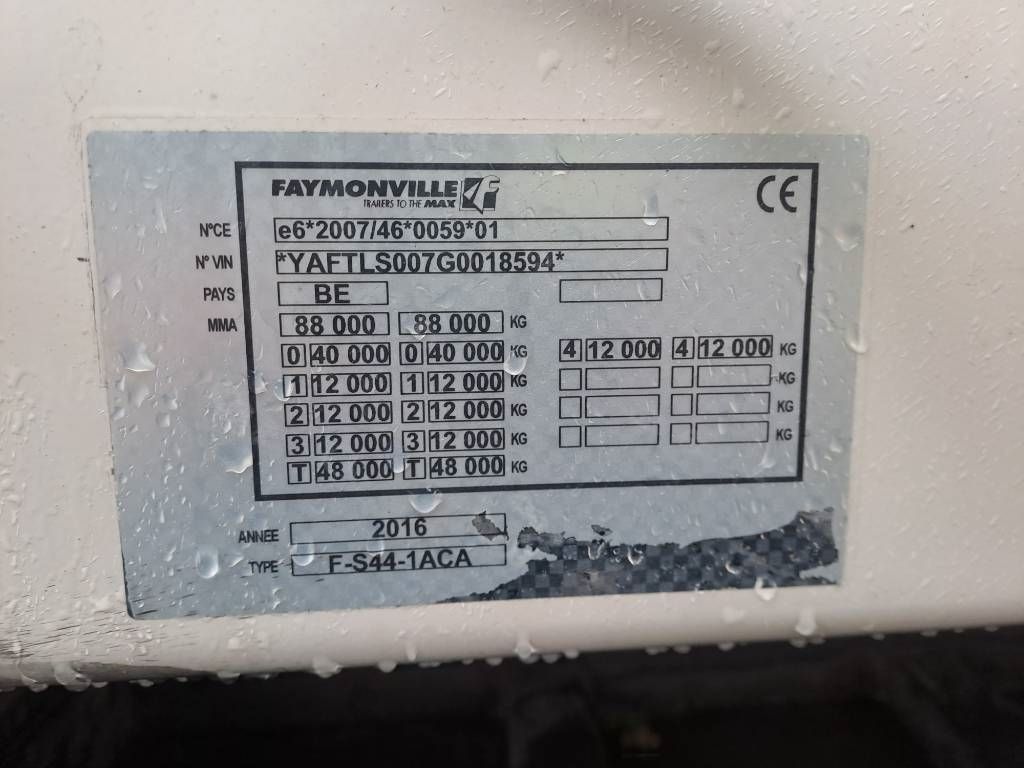 FAYMONVILLE
TRAILERS TO THE MAX
CE
N°CE e6*2007/46*0059*01
N° VIN *YAFTLS007G0018594*
PAYS BE
MMA 88 000 88 000 KG
0 40 000 0 40 000 KG 4 12 000 4 12 000 KG
1 12 000 1 12 000 KG KG
2 12 000 2 12 000 KG KG
3 12 000 3 12 000 KG KG
T 48 000 T 48 000 KG
ANNEE 2016
TYPE F-S44-1ACA